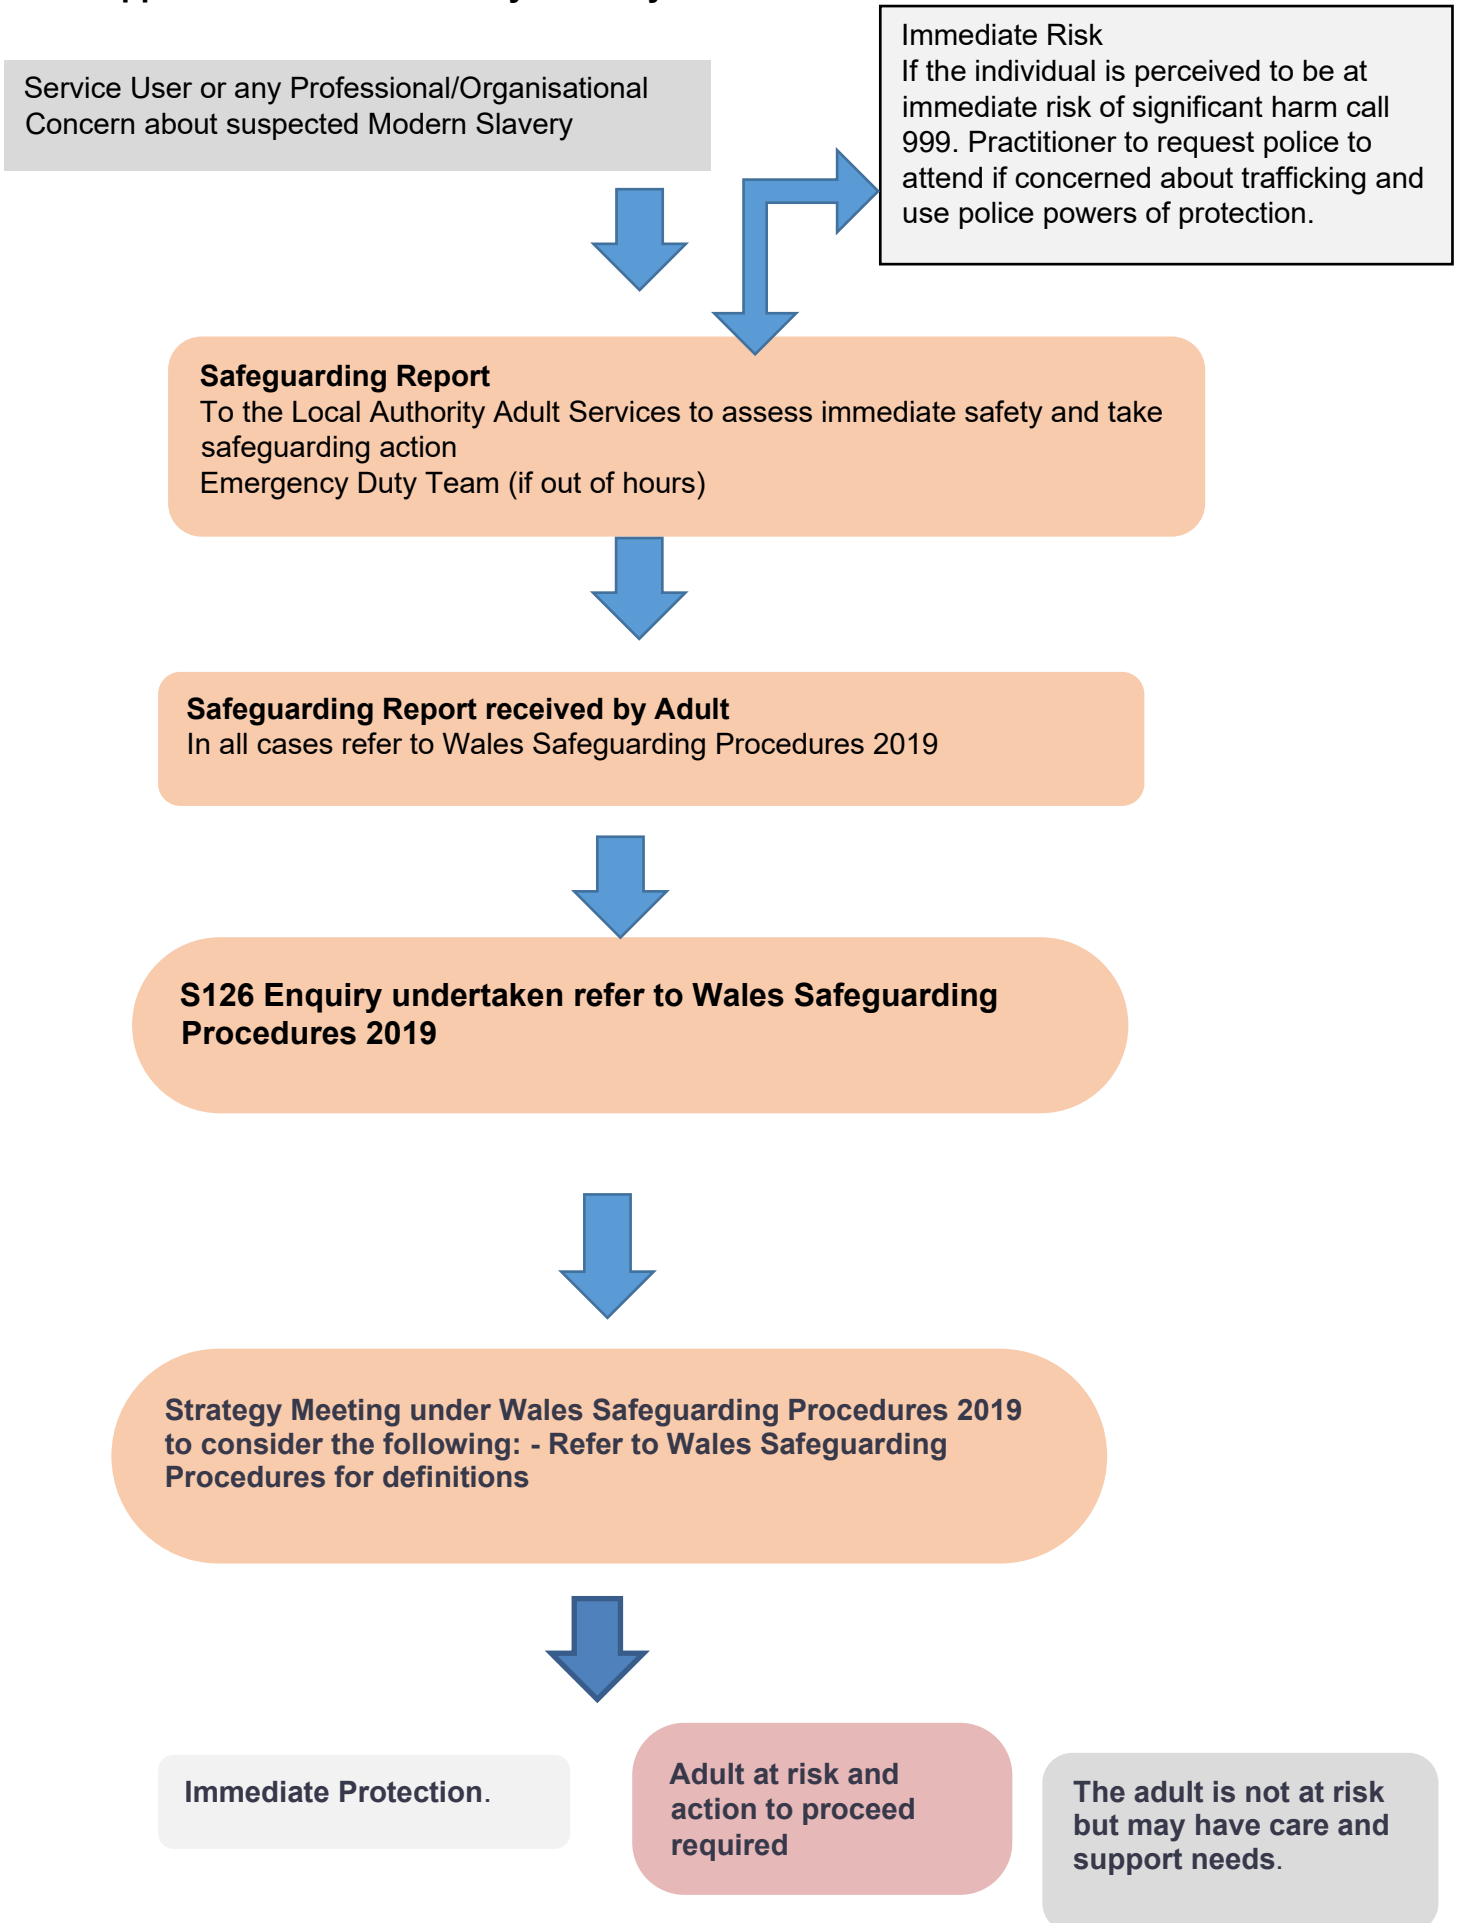 Service User or any Professional/Organisational
Concern about suspected Modern Slavery
Immediate Risk
If the individual is perceived to be at
immediate risk of significant harm call
999. Practitioner to request police to
attend if concerned about trafficking and
use police powers of protection.
Safeguarding Report
To the Local Authority Adult Services to assess immediate safety and take
safeguarding action
Emergency Duty Team (if out of hours)
Safeguarding Report received by Adult
In all cases refer to Wales Safeguarding Procedures 2019
S126 Enquiry undertaken refer to Wales Safeguarding
Procedures 2019
Strategy Meeting under Wales Safeguarding Procedures 2019
to consider the following: - Refer to Wales Safeguarding
Procedures for definitions
Immediate Protection.
Adult at risk and
action to proceed
required
The adult is not at risk
but may have care and
support needs.